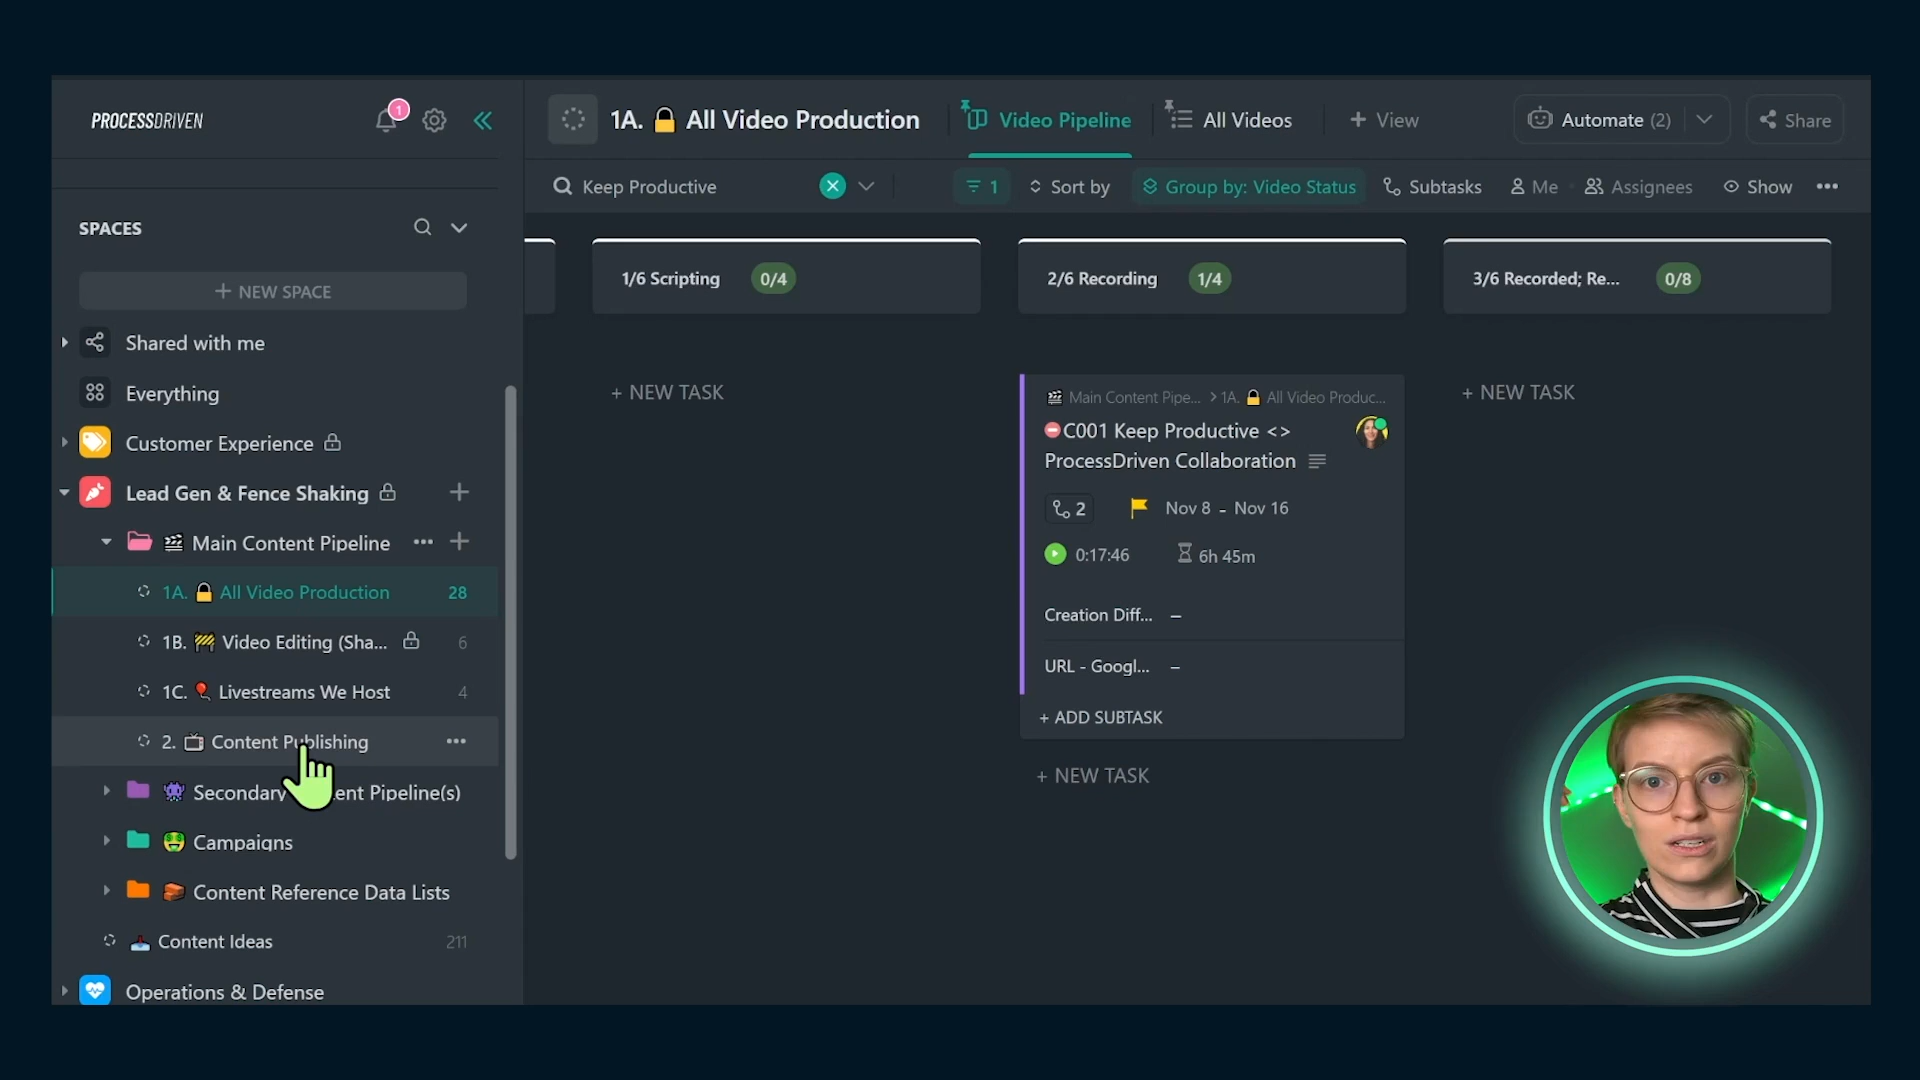 PROCESSDRIVEN
1
SPACES
+ NEW SPACE
Shared with me
Everything
Customer Experience
Lead Gen & Fence Shaking
Main Content Pipeline
1A. All Video Production 28
1B. Video Editing (Sha... 6
1C. Livestreams We Host 4
2. Content Publishing
Secondary ent Pipeline(s)
Campaigns
Content Reference Data Lists
Content Ideas 211
Operations & Defense
1A. All Video Production
Video Pipeline
All Videos
+ View
Automate (2)
Share
Keep Productive
1
Sort by
Group by: Video Status
Subtasks
Me
Assignees
Show
1/6 Scripting 0/4
+ NEW TASK
2/6 Recording 1/4
Main Content Pipe... > 1A. All Video Produc...
C001 Keep Productive <>
ProcessDriven Collaboration
2
Nov 8 - Nov 16
0:17:46
6h 45m
Creation Diff... –
URL - Googl... –
+ ADD SUBTASK
+ NEW TASK
3/6 Recorded; Re... 0/8
+ NEW TASK